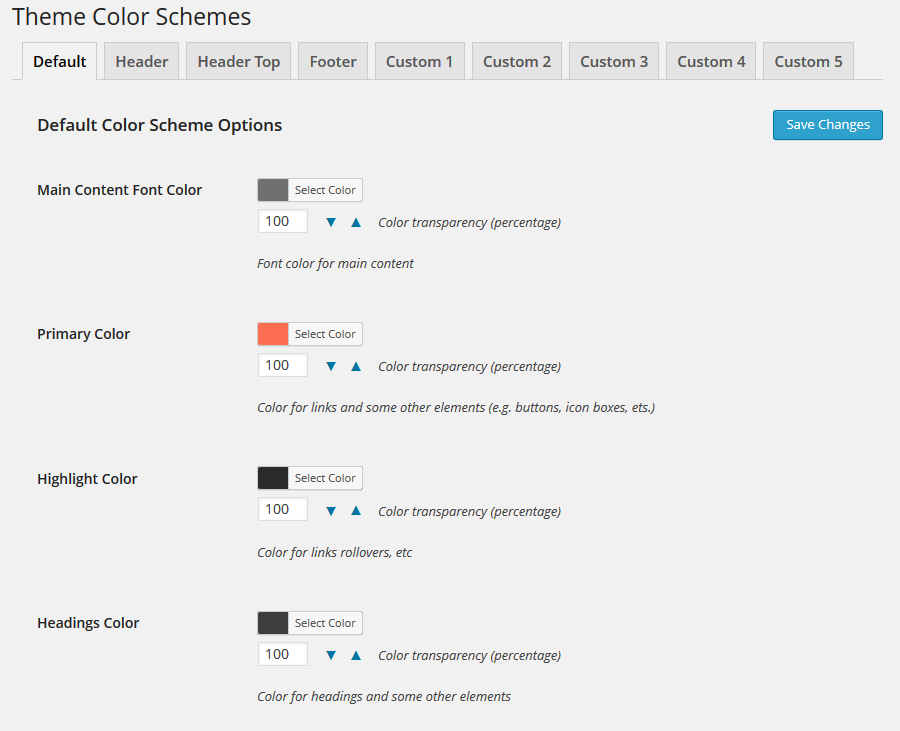 Theme Color Schemes
Default Header Header Top Footer Custom 1 Custom 2 Custom 3 Custom 4 Custom 5
Default Color Scheme Options Save Changes
Main Content Font Color Select Color
100 ▼ ▲ Color transparency (percentage)
Font color for main content
Primary Color Select Color
100 ▼ ▲ Color transparency (percentage)
Color for links and some other elements (e.g. buttons, icon boxes, ets.)
Highlight Color Select Color
100 ▼ ▲ Color transparency (percentage)
Color for links rollovers, etc
Headings Color Select Color
100 ▼ ▲ Color transparency (percentage)
Color for headings and some other elements